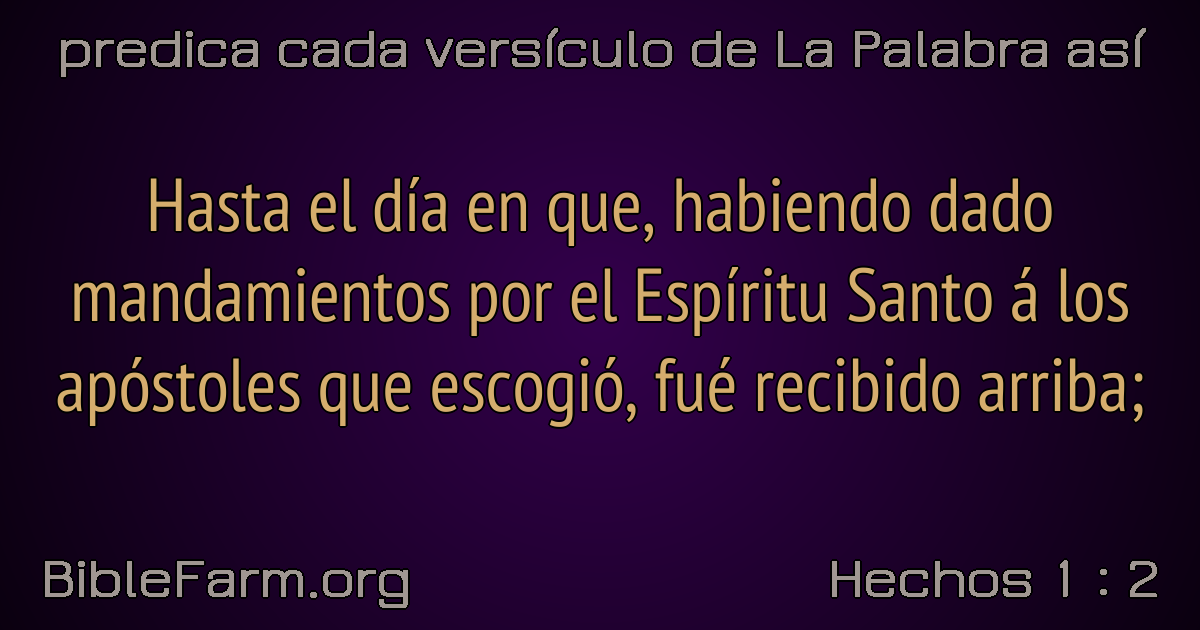 predica cada versículo de La Palabra así
Hasta el día en que, habiendo dado
mandamientos por el Espíritu Santo á los
apóstoles que escogió, fué recibido arriba;
BibleFarm.org
Hechos 1 : 2